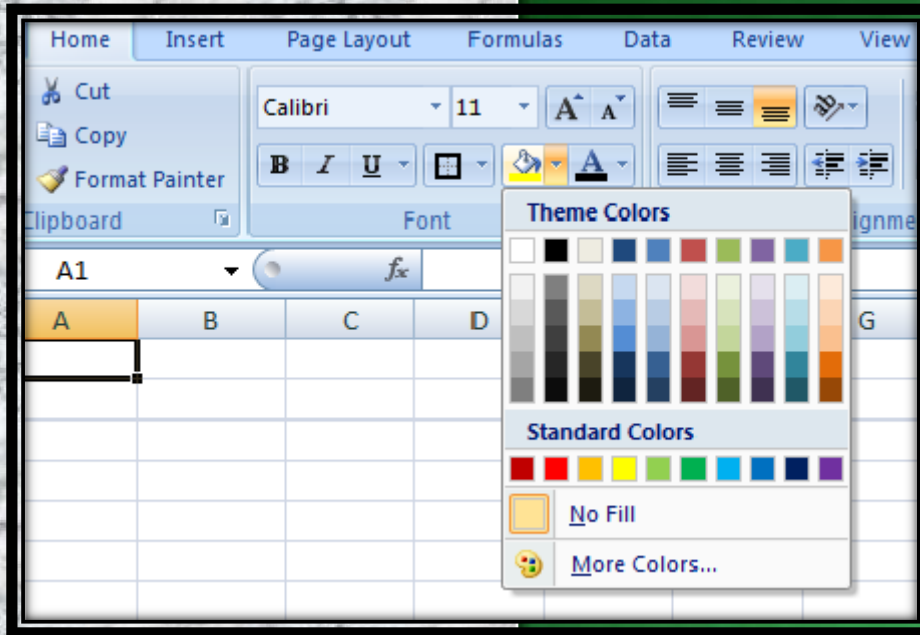 Home Insert Page Layout Formulas Data Review View
Cut
Copy
Format Painter
Clipboard
Calibri 11 A A
B I U A
Font
Theme Colors
A1 fx
A B C D G
Standard Colors
No Fill
More Colors...